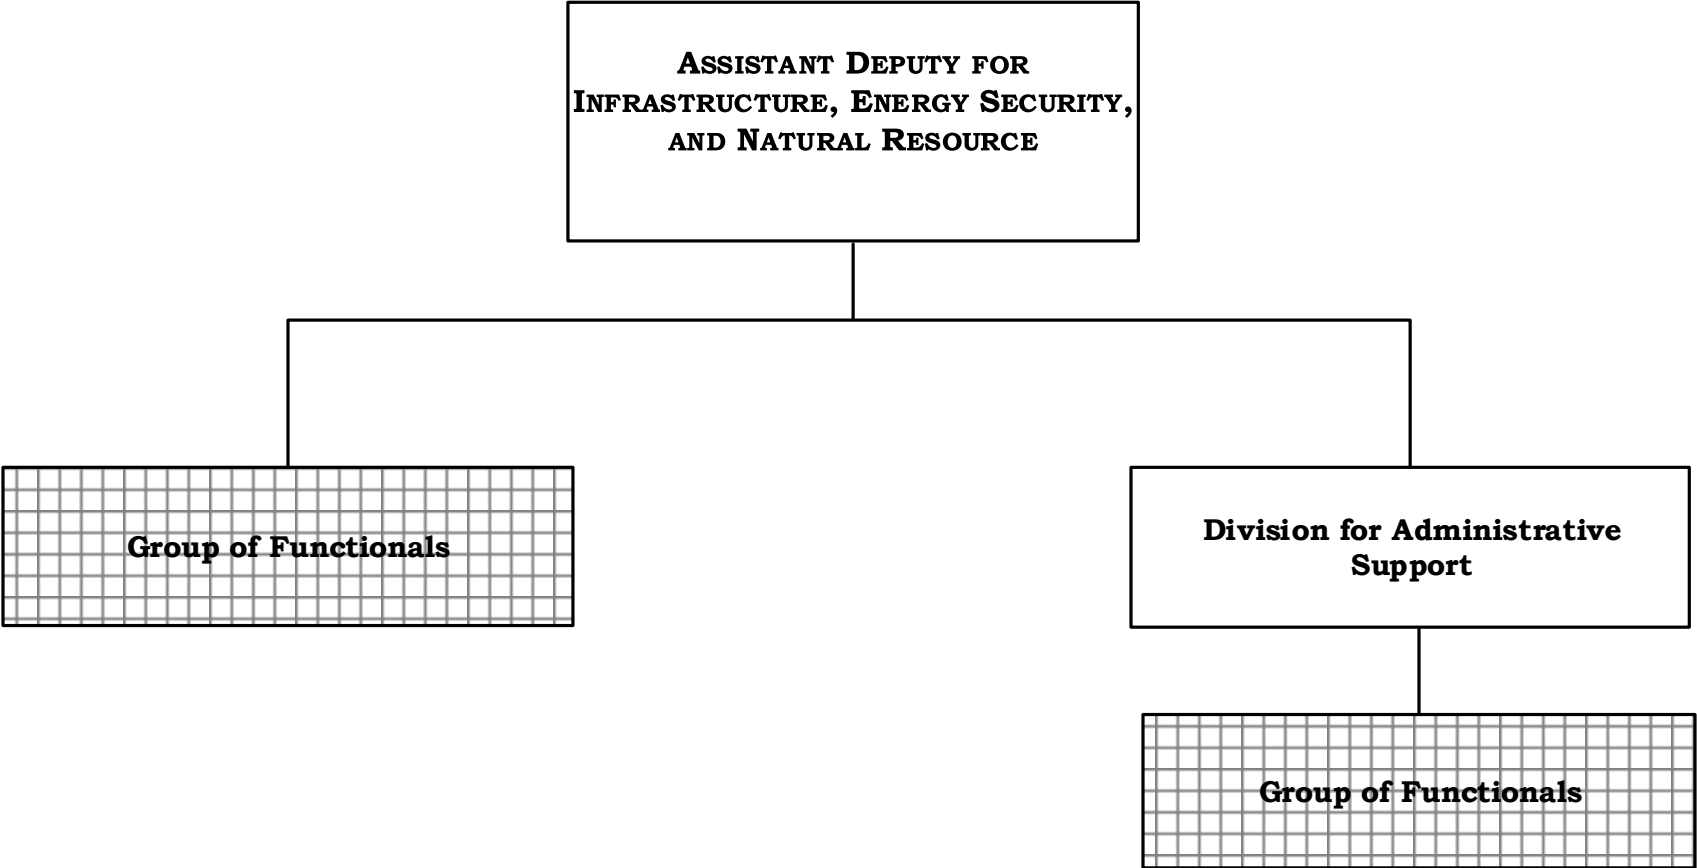 ASSISTANT DEPUTY FOR
INFRASTRUCTURE, ENERGY SECURITY,
AND NATURAL RESOURCE
Group of Functionals
Division for Administrative
Support
Group of Functionals